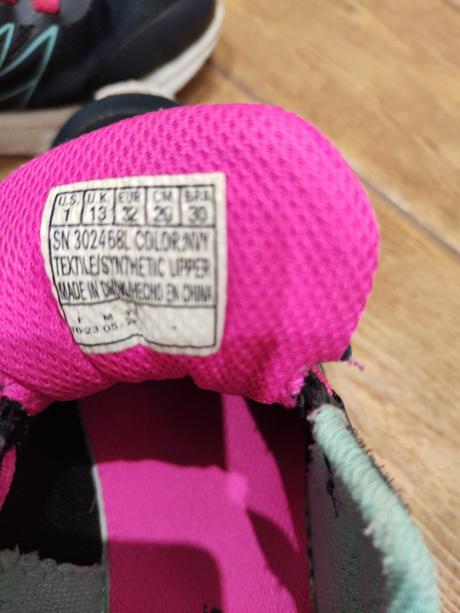 U.S. U.K. EUR CM BRA
1 13 32 20 30
SN 302468L COLOR:NVY
TEXTILE/SYNTHETIC UPPER
MADE IN CHINA/HECHO EN CHINA
F M